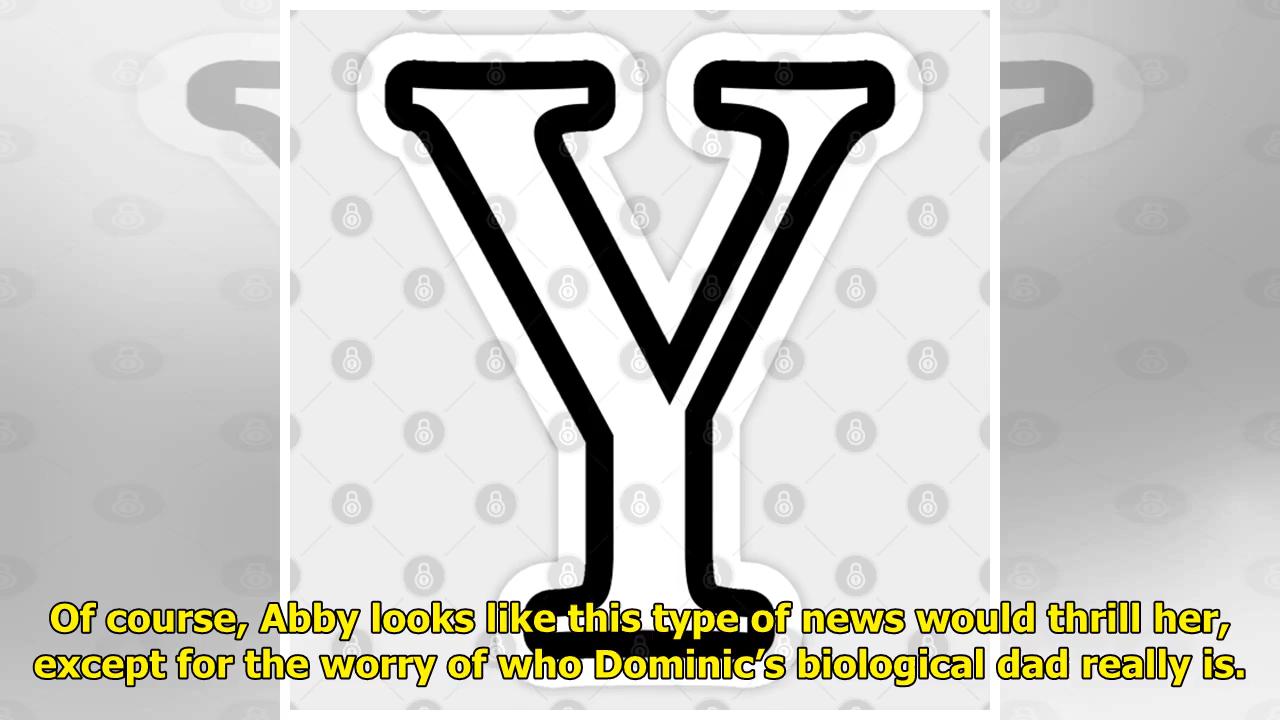 Y
Of course, Abby looks like this type of news would thrill her,
except for the worry of who Dominic’s biological dad really is.